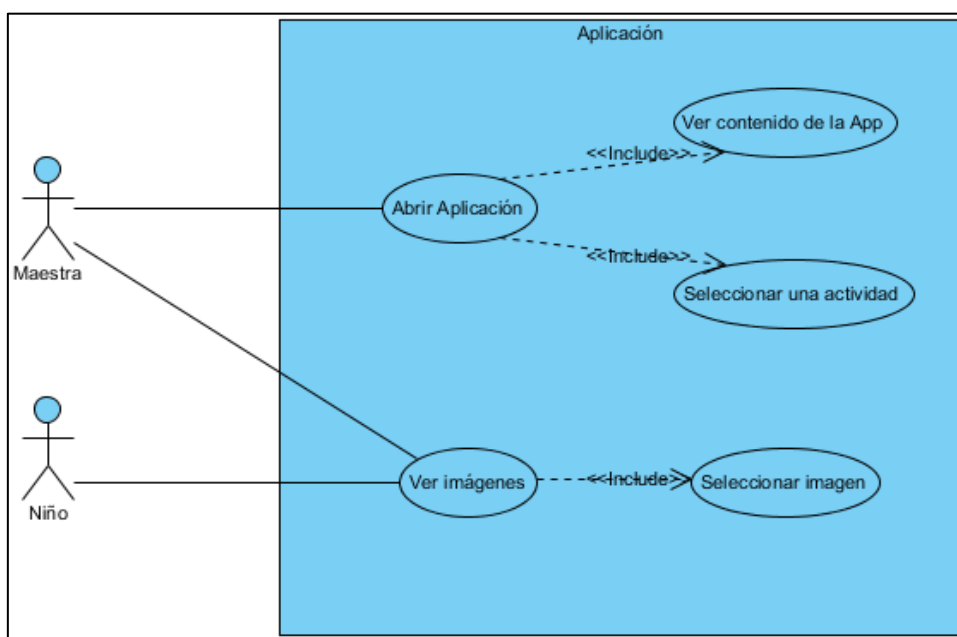 Aplicación
Ver contenido de la App
<<Include>>
Abrir Aplicación
Maestra
<<Include>>
Seleccionar una actividad
Ver imágenes
<<Include>>
Seleccionar imagen
Niño